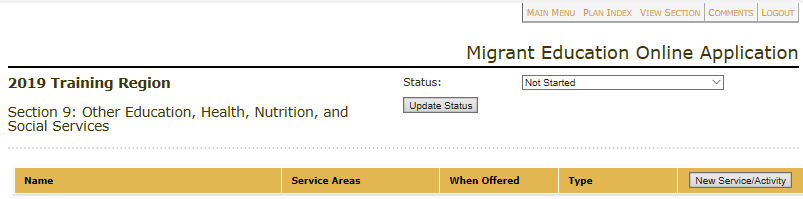 MAIN MENU PLAN INDEX VIEW SECTION COMMENTS LOGOUT
Migrant Education Online Application
2019 Training Region
Status: Not Started
Update Status
Section 9: Other Education, Health, Nutrition, and
Social Services
Name Service Areas When Offered Type New Service/Activity